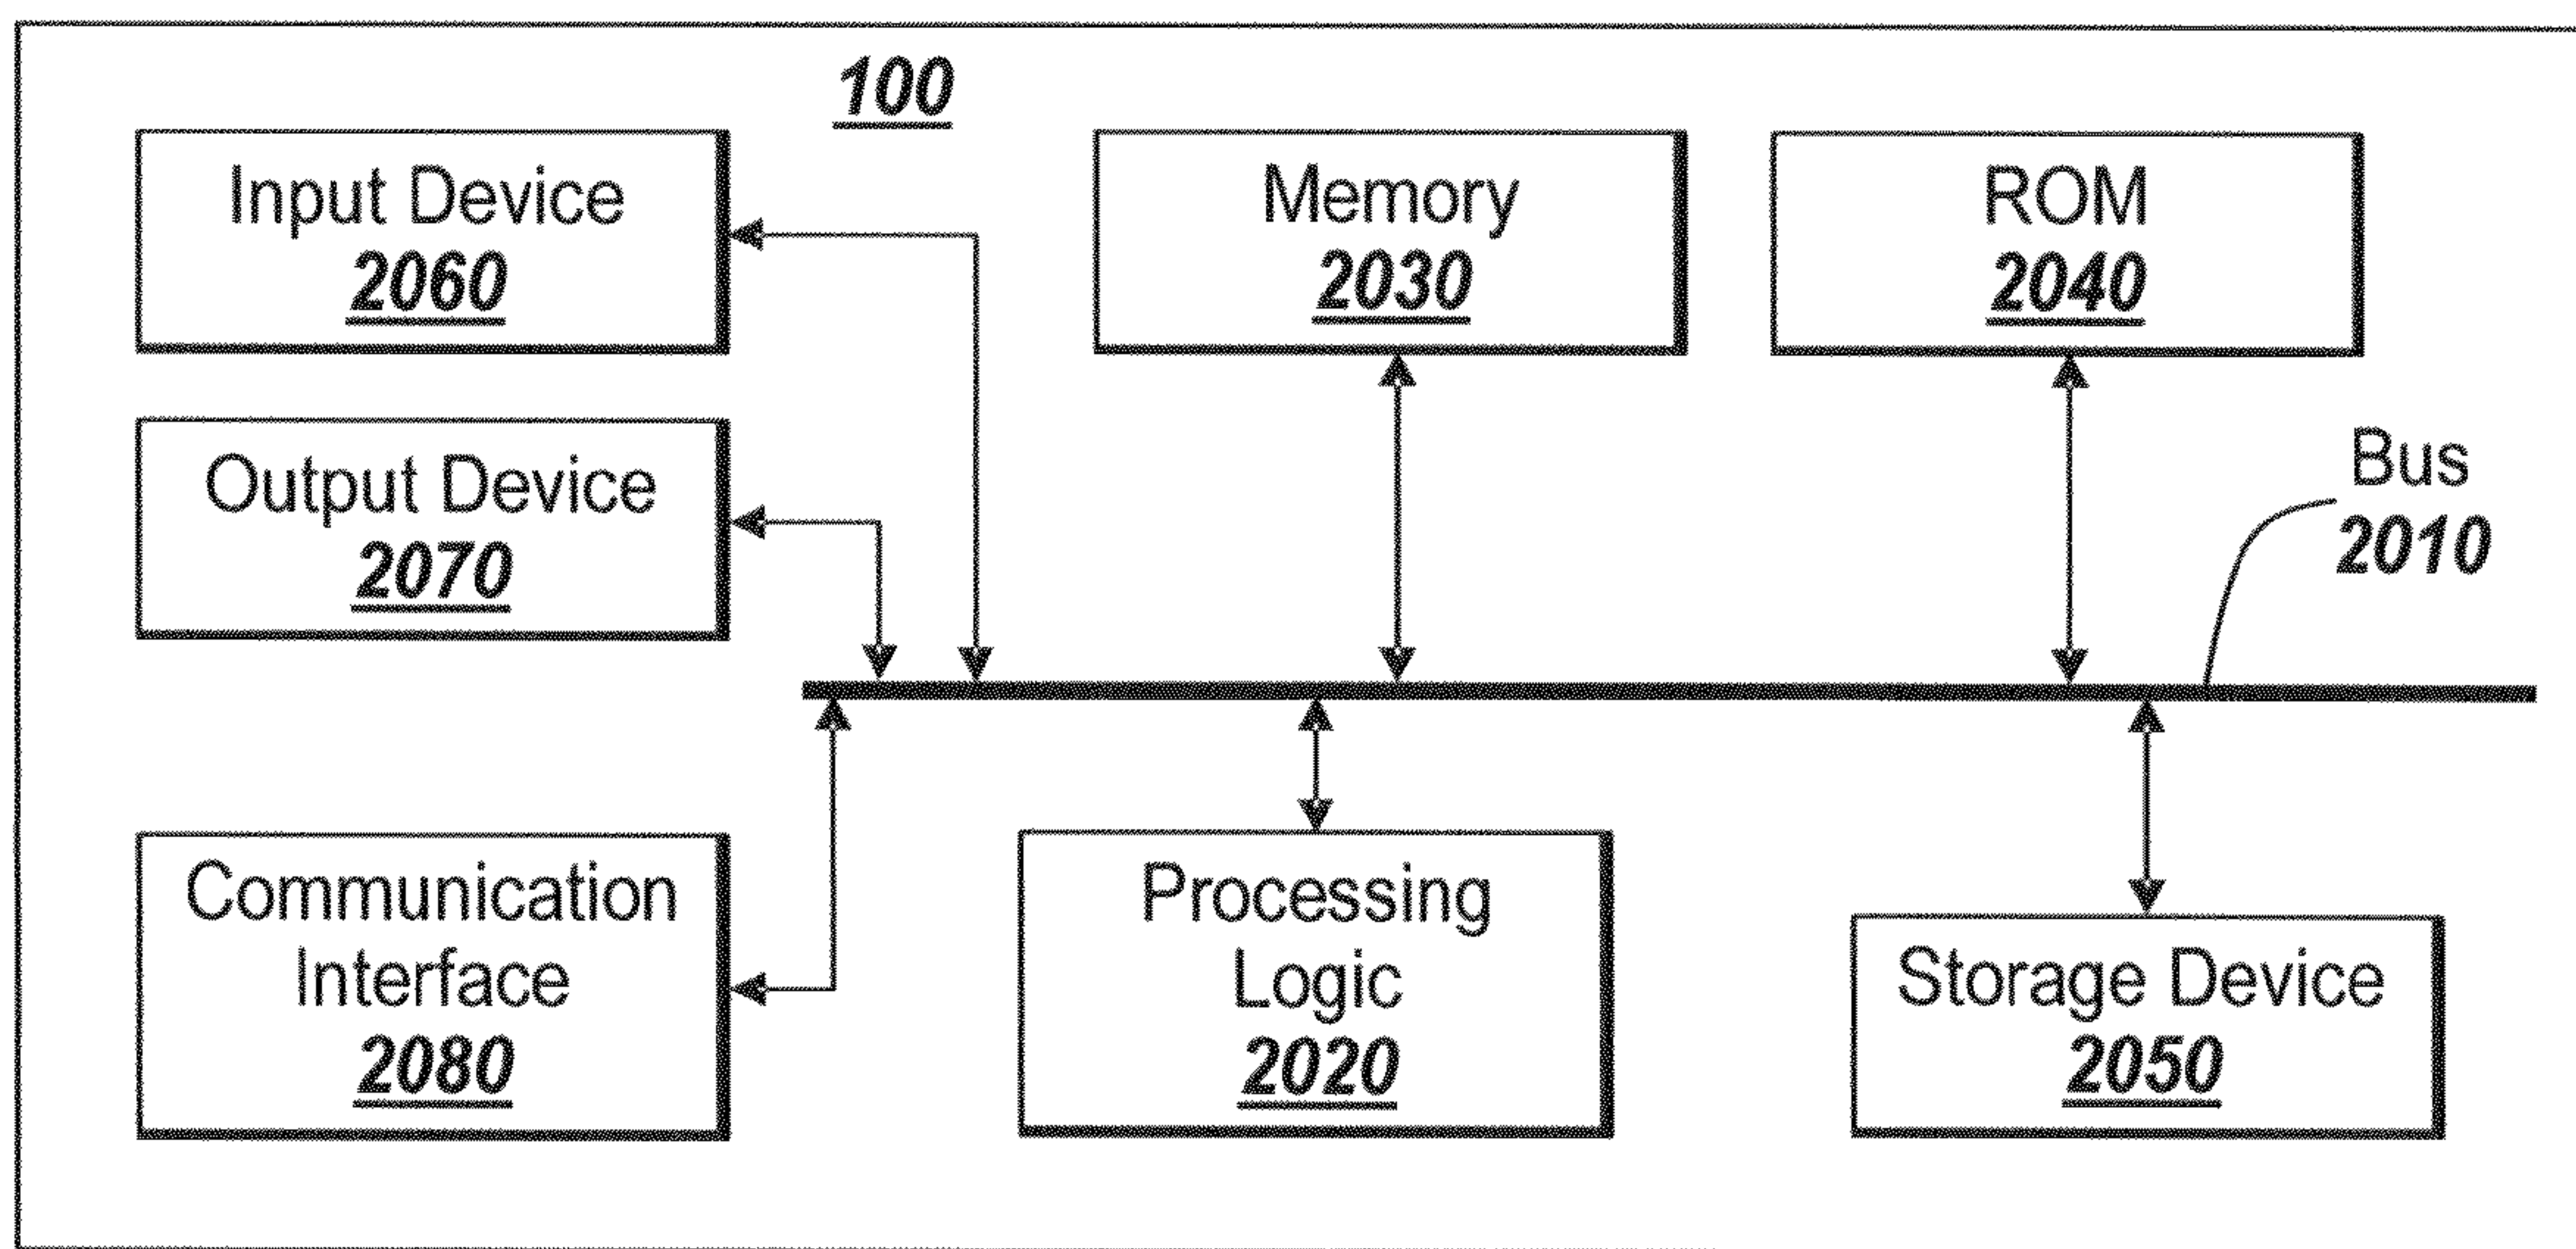 100
Input Device
2060
Memory
2030
ROM
2040
Output Device
2070
Bus
2010
Communication
Interface
2080
Processing
Logic
2020
Storage Device
2050